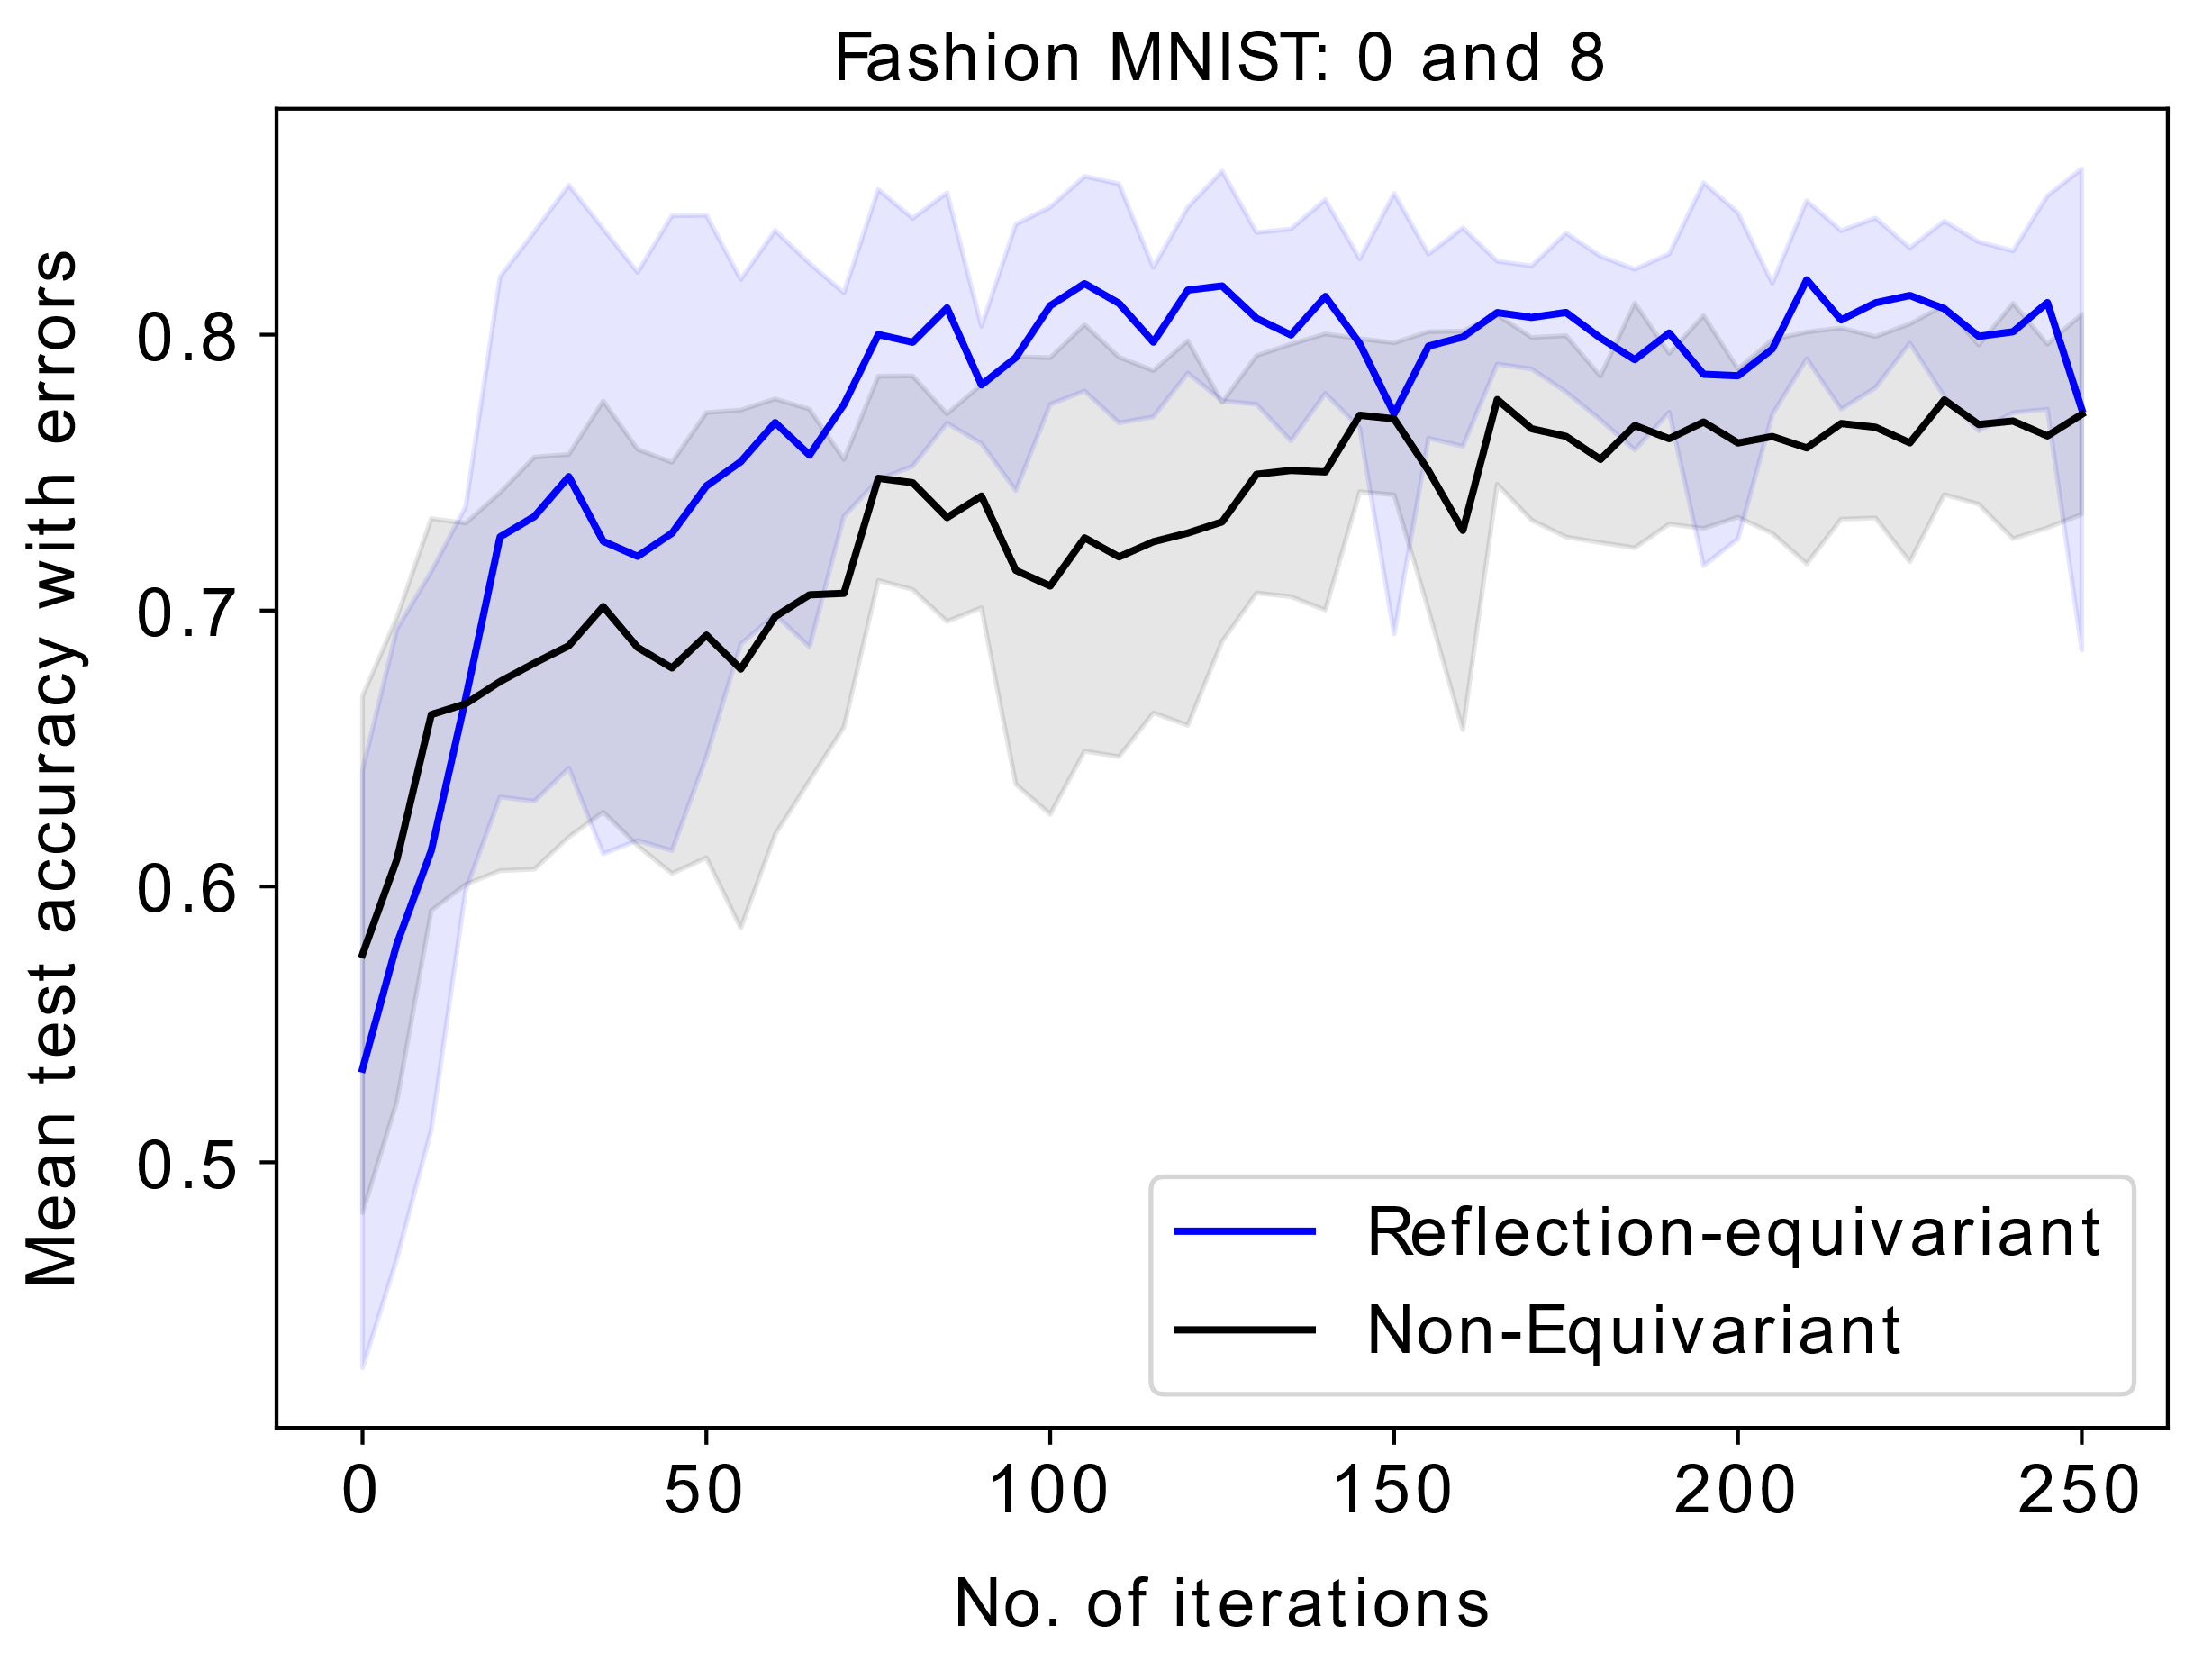 Fashion MNIST: 0 and 8
Mean test accuracy with errors
0.8
0.7
0.6
0.5
Reflection-equivariant
Non-Equivariant
0 50 100 150 200 250
No. of iterations